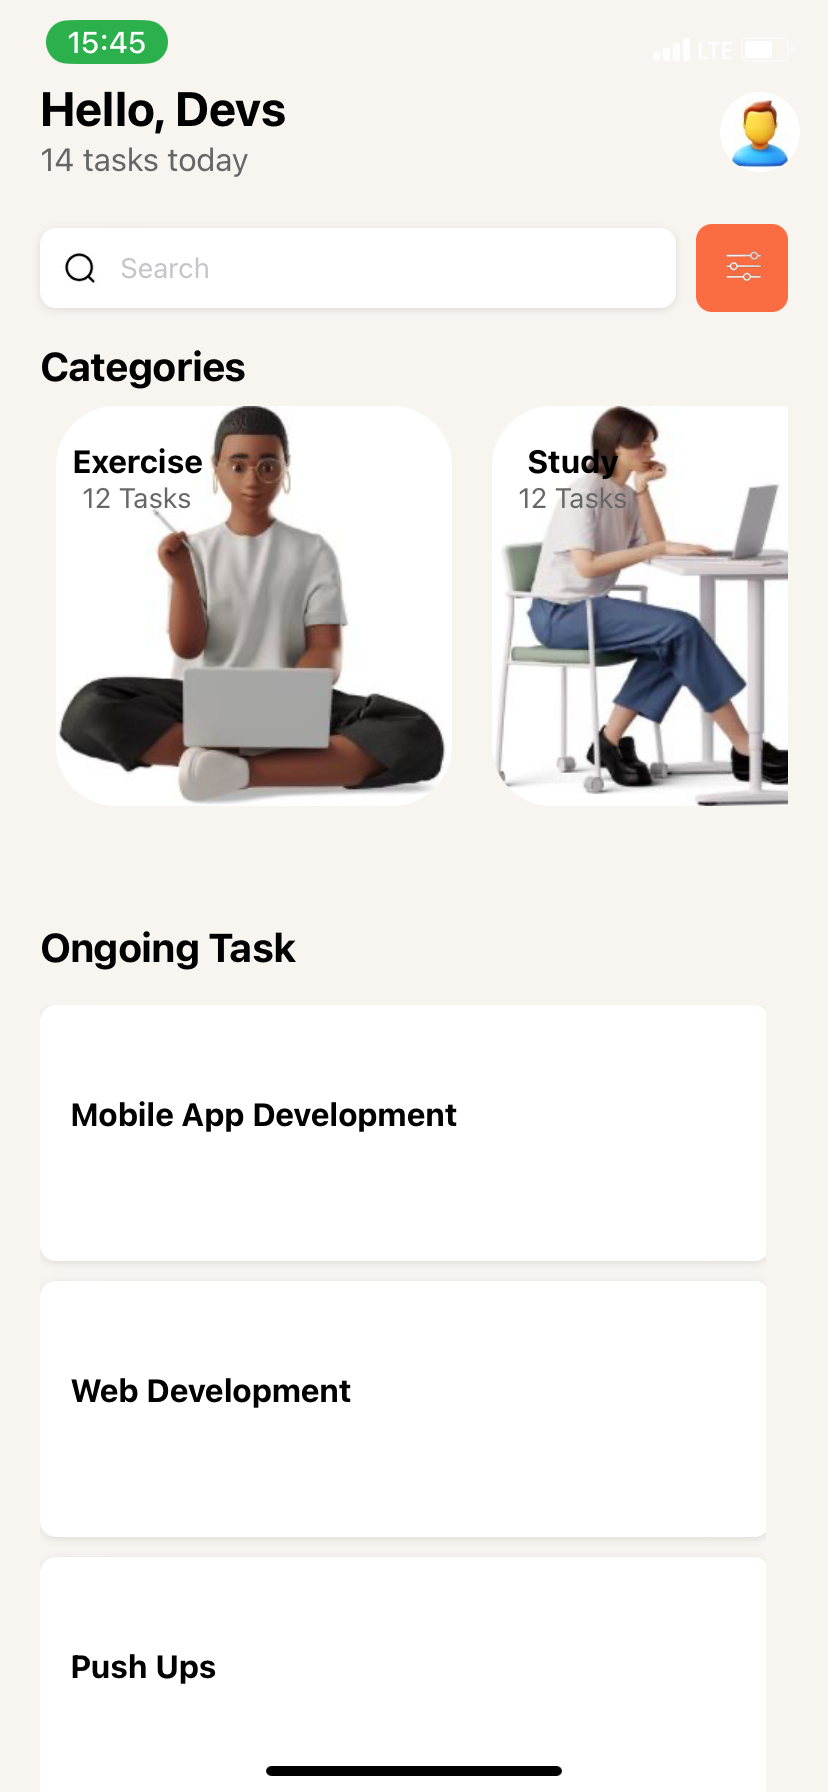 15:45
LTE
Hello, Devs
14 tasks today
Search
Categories
Exercise
12 Tasks
Study
12 Tasks
Ongoing Task
Mobile App Development
Web Development
Push Ups